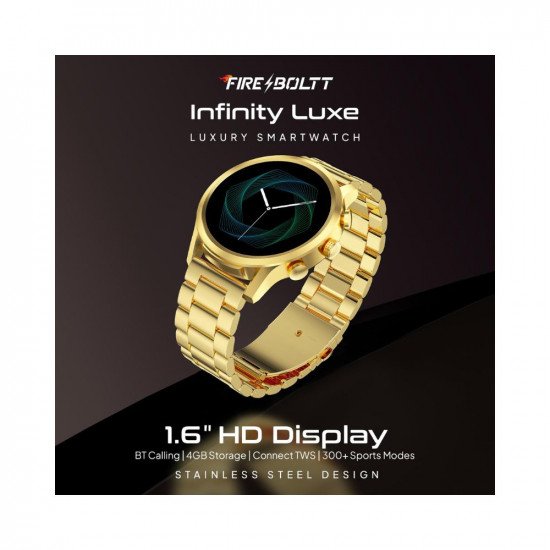 FIRE BOLTT
Infinity Luxe
LUXURY SMARTWATCH
1.6" HD Display
BT Calling | 4GB Storage | Connect TWS | 300+ Sports Modes
STAINLESS STEEL DESIGN